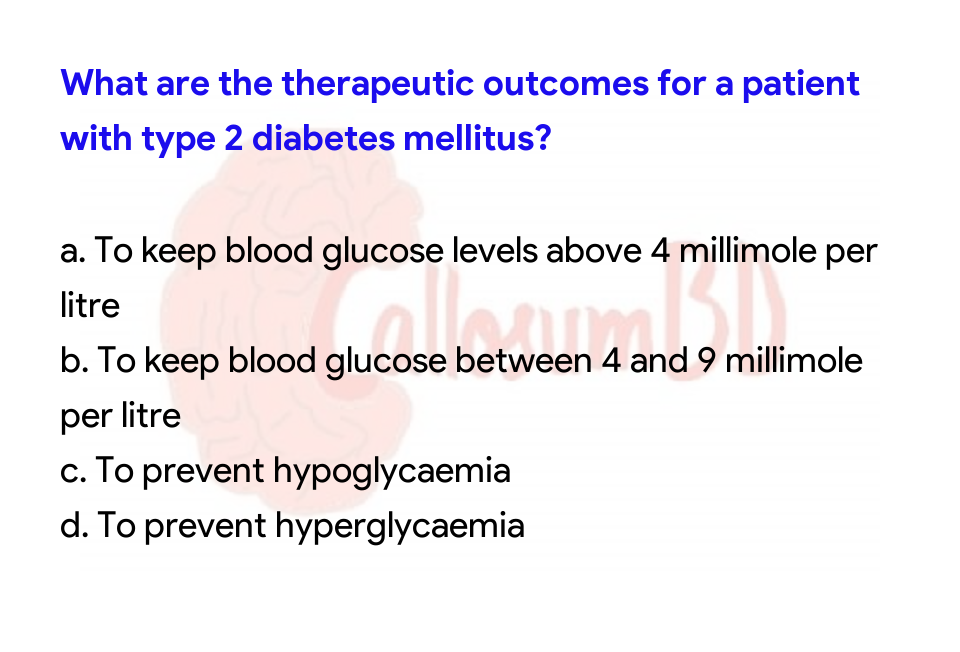 What are the therapeutic outcomes for a patient
with type 2 diabetes mellitus?
a. To keep blood glucose levels above 4 millimole per
litre
b. To keep blood glucose between 4 and 9 millimole
per litre
CallosumBD
c. To prevent hypoglycaemia
d. To prevent hyperglycaemia